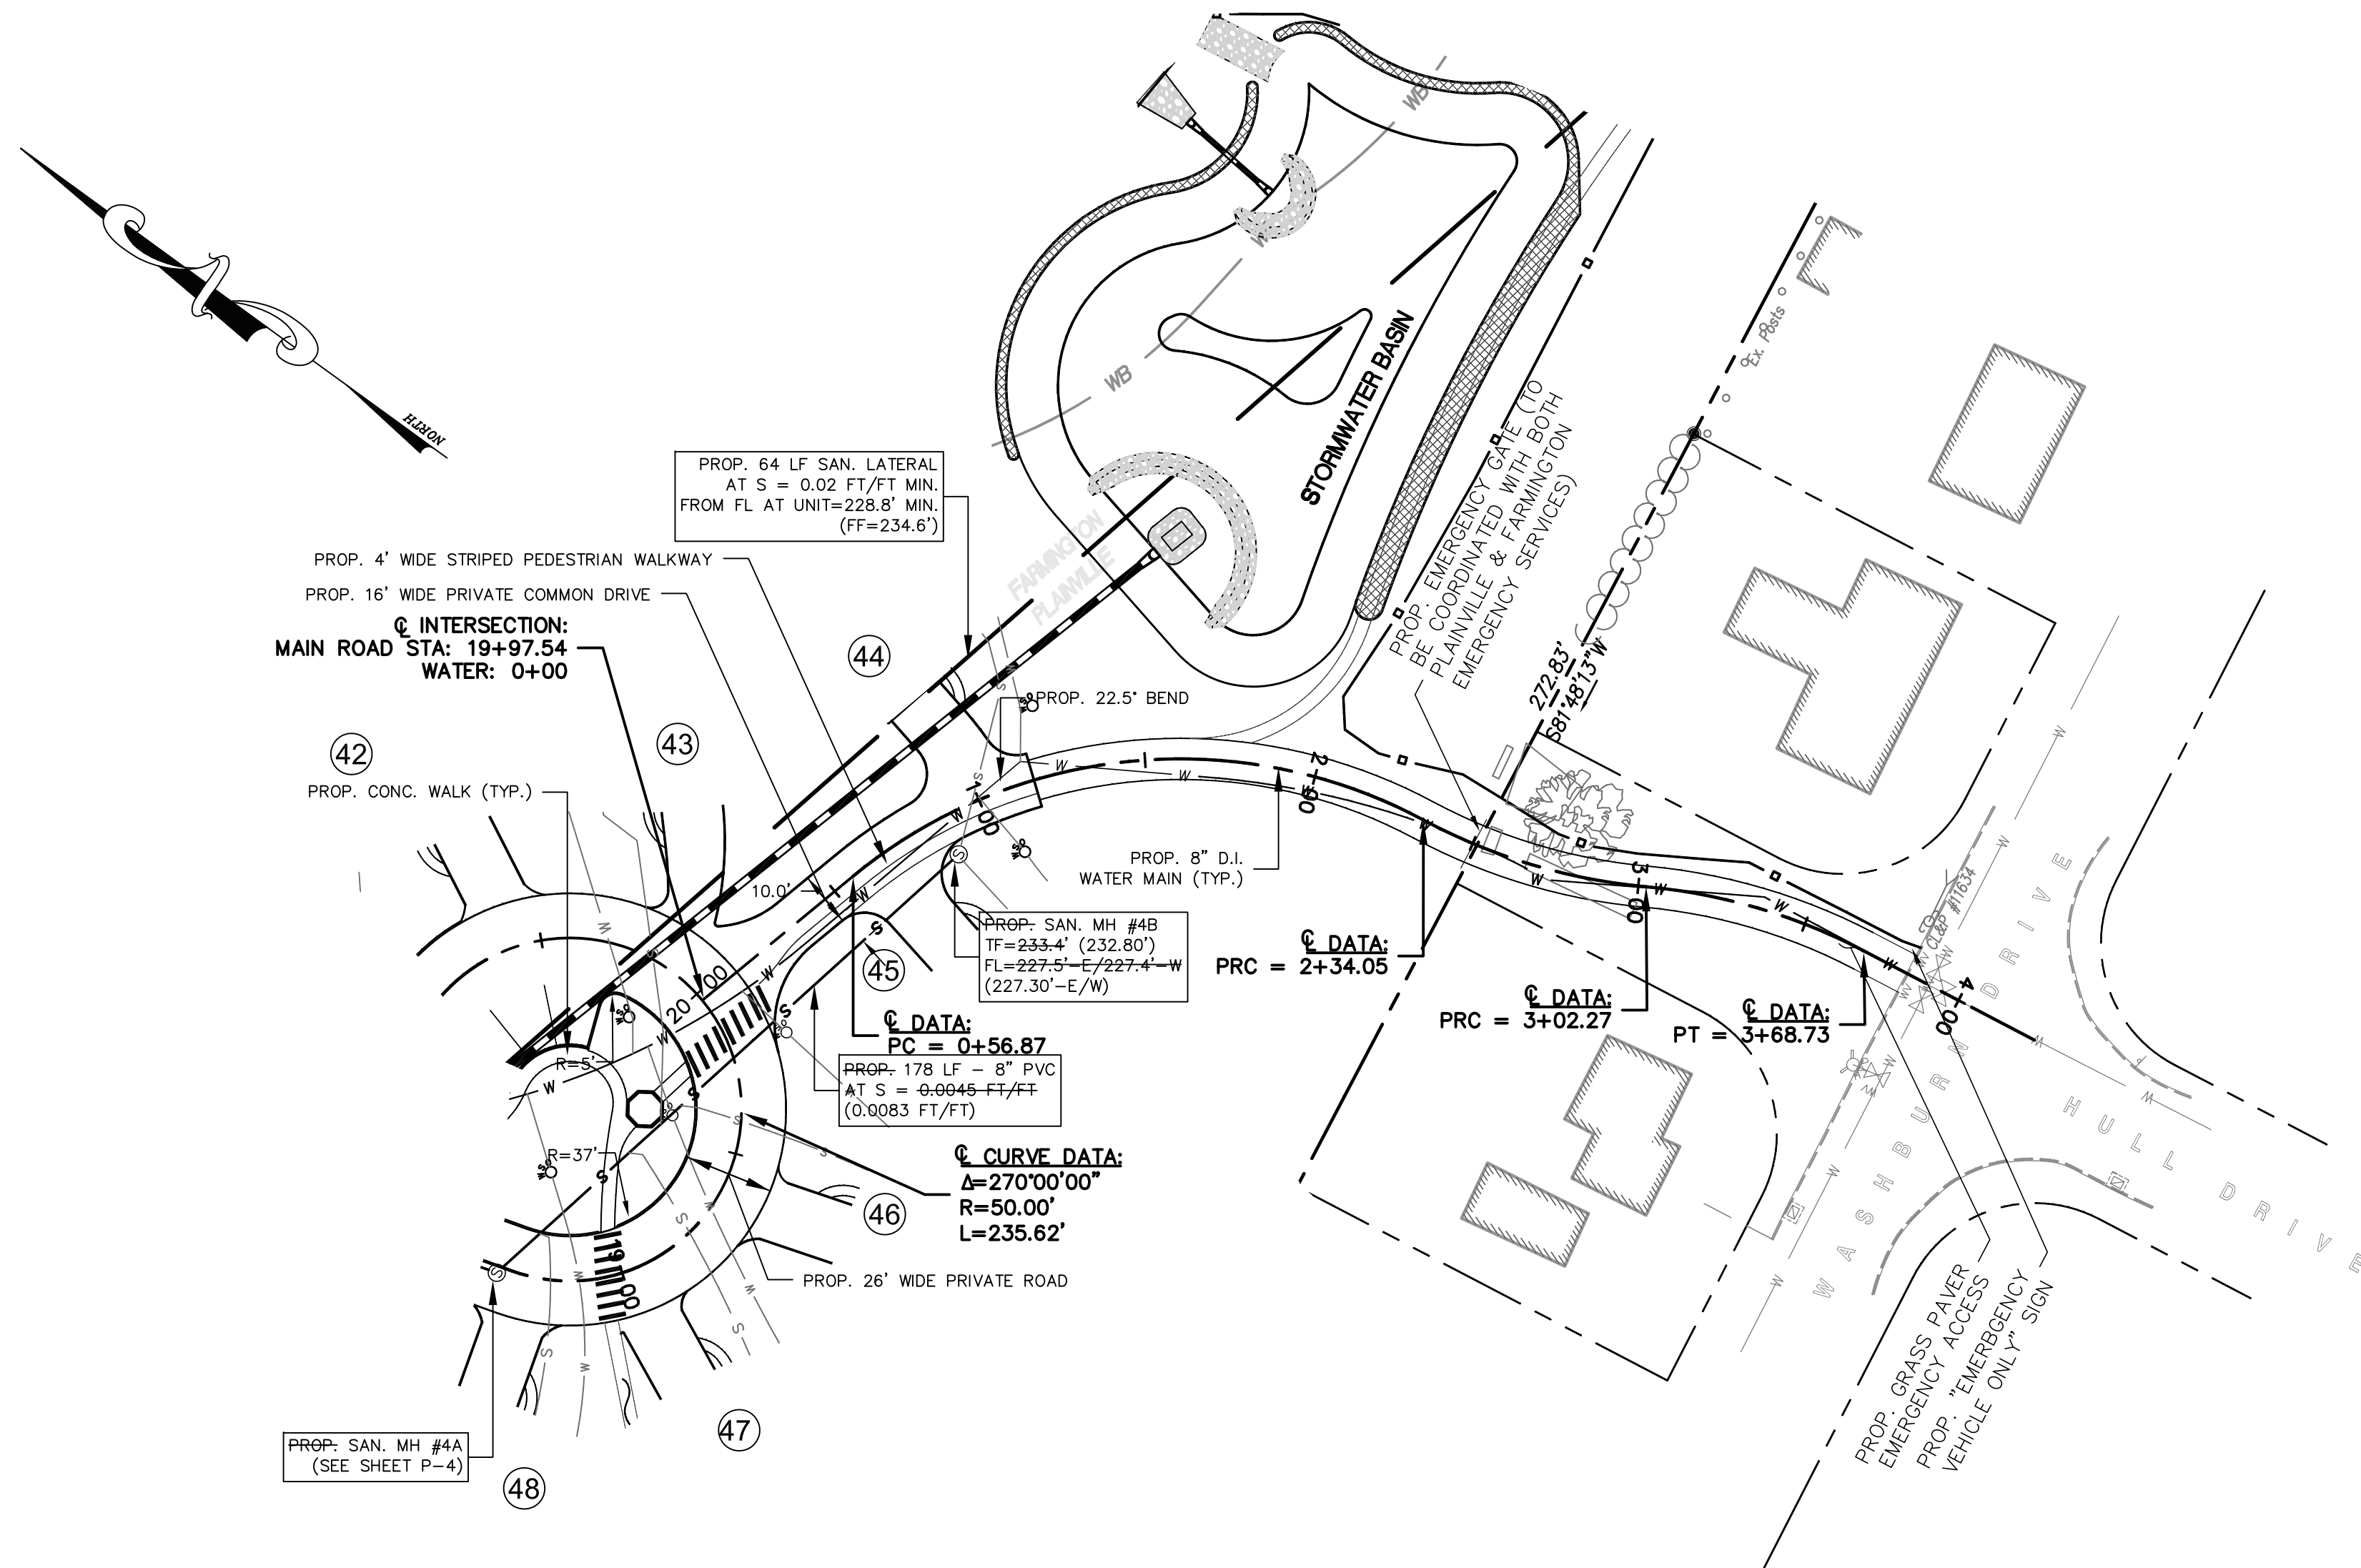 NORTH
WB
WB
STORMWATER BASIN
Ex. Posts
PROP. 64 LF SAN. LATERAL
AT S = 0.02 FT/FT MIN.
FROM FL AT UNIT=228.8' MIN.
(FF=234.6')
FARMINGTON
PLAINVILLE
PROP. 4' WIDE STRIPED PEDESTRIAN WALKWAY
PROP. 16' WIDE PRIVATE COMMON DRIVE
℄ INTERSECTION:
MAIN ROAD STA: 19+97.54
WATER: 0+00
PROP. EMERGENCY GATE (TO
BE COORDINATED WITH BOTH
PLAINVILLE & FARMINGTON
EMERGENCY SERVICES)
272.83'
S81°48'13"W
44
43
42
PROP. 22.5° BEND
PROP. CONC. WALK (TYP.)
1+00
2+00
3+00
4+00
10.0'
PROP. 8" D.I.
WATER MAIN (TYP.)
PROP. SAN. MH #4B
TF=233.4' (232.80')
FL=227.5'-E/227.4'-W
(227.30'-E/W)
45
℄ DATA:
PRC = 2+34.05
℄ DATA:
PRC = 3+02.27
℄ DATA:
PT = 3+68.73
℄ DATA:
PC = 0+56.87
PROP. 178 LF - 8" PVC
AT S = 0.0045 FT/FT
(0.0083 FT/FT)
20+00
R=5'
R=37'
℄ CURVE DATA:
Δ=270°00'00"
R=50.00'
L=235.62'
46
PROP. 26' WIDE PRIVATE ROAD
19+00
47
PROP. SAN. MH #4A
(SEE SHEET P-4)
48
CL&P #11634
WASHBURN DRIVE
HULL DRIVE
PROP. GRASS PAVER
EMERGENCY ACCESS
PROP. "EMERBGENCY
VEHICLE ONLY" SIGN